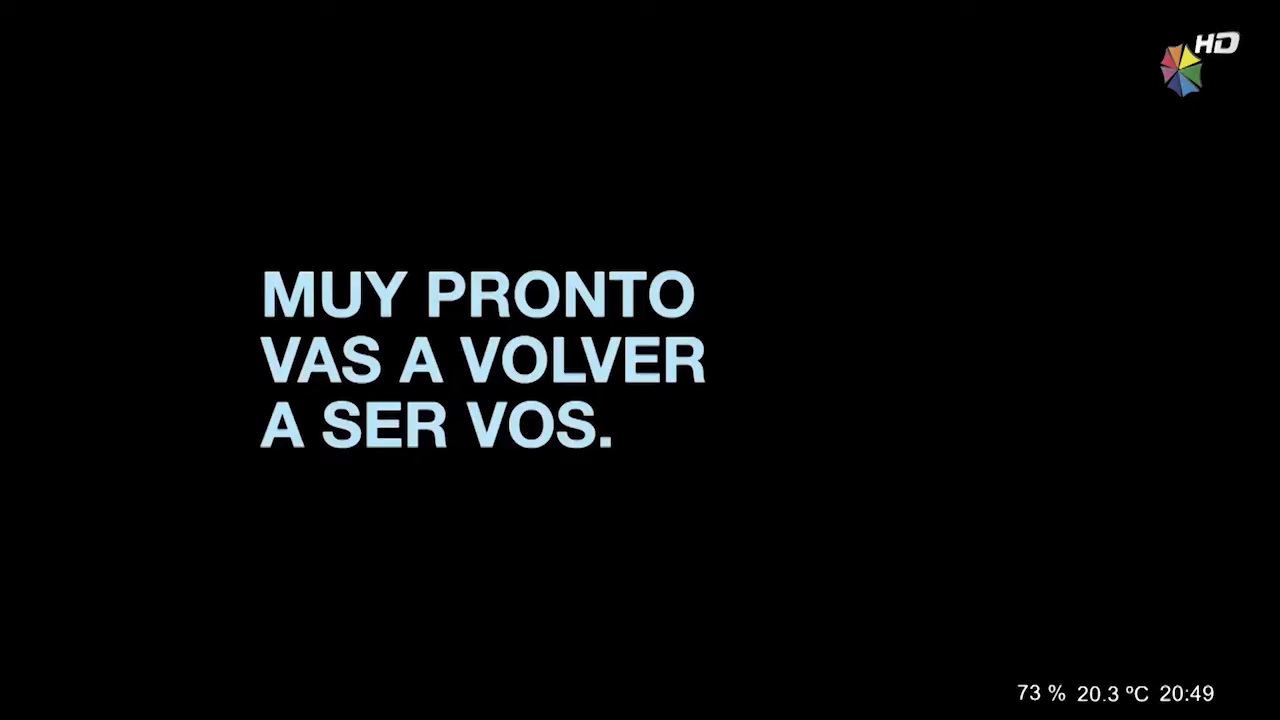 HD
MUY PRONTO
VAS A VOLVER
A SER VOS.
73 % 20.3 ºC 20:49